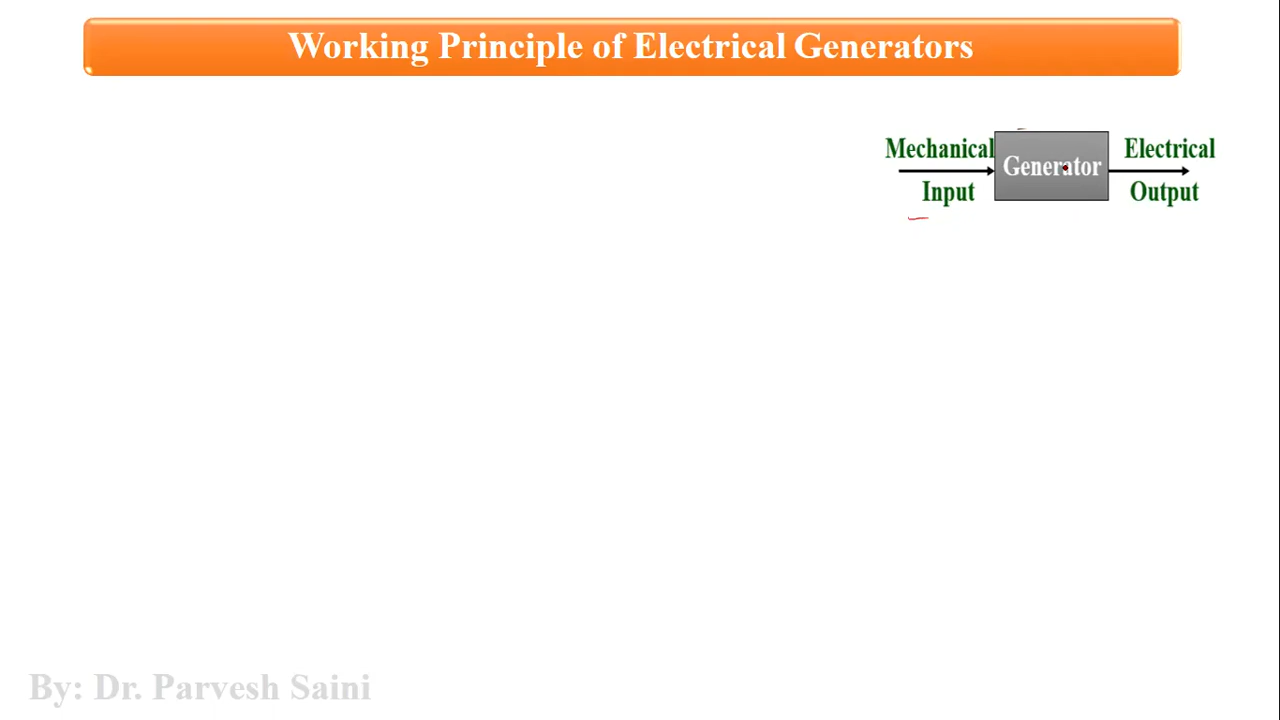 Working Principle of Electrical Generators
Mechanical
Input
Generator
Electrical
Output
By: Dr. Parvesh Saini